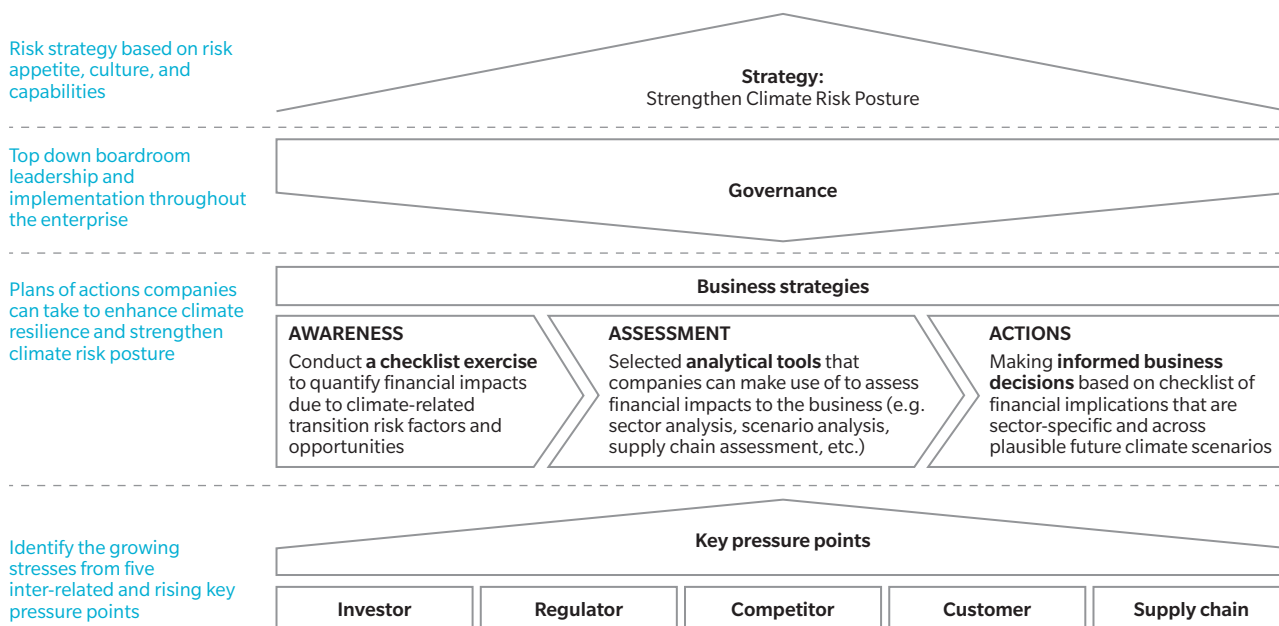 Risk strategy based on risk
appetite, culture, and
capabilities
Strategy:
Strengthen Climate Risk Posture
Top down boardroom
leadership and
implementation throughout
the enterprise
Governance
Plans of actions companies
can take to enhance climate
resilience and strengthen
climate risk posture
Business strategies
AWARENESS
Conduct a checklist exercise
to quantify financial impacts
due to climate-related
transition risk factors and
opportunities
ASSESSMENT
Selected analytical tools that
companies can make use of to assess
financial impacts to the business (e.g.
sector analysis, scenario analysis,
supply chain assessment, etc.)
ACTIONS
Making informed business
decisions based on checklist of
financial implications that are
sector-specific and across
plausible future climate scenarios
Identify the growing
stresses from five
inter-related and rising key
pressure points
Key pressure points
Investor
Regulator
Competitor
Customer
Supply chain